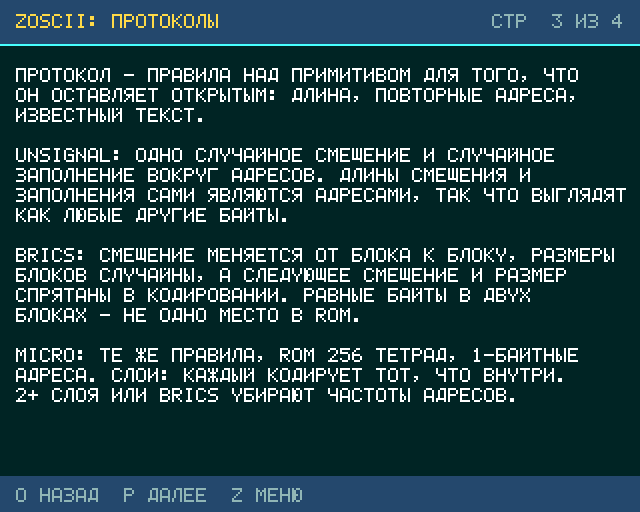 ZOSCII: ПРОТОКОЛЫ СТР 3 ИЗ 4
ПРОТОКОЛ - ПРАВИЛА НАД ПРИМИТИВОМ ДЛЯ ТОГО, ЧТО
ОН ОСТАВЛЯЕТ ОТКРЫТЫМ: ДЛИНА, ПОВТОРНЫЕ АДРЕСА,
ИЗВЕСТНЫЙ ТЕКСТ.
UNSIGNAL: ОДНО СЛУЧАЙНОЕ СМЕЩЕНИЕ И СЛУЧАЙНОЕ
ЗАПОЛНЕНИЕ ВОКРУГ АДРЕСОВ. ДЛИНЫ СМЕЩЕНИЯ И
ЗАПОЛНЕНИЯ САМИ ЯВЛЯЮТСЯ АДРЕСАМИ, ТАК ЧТО ВЫГЛЯДЯТ
КАК ЛЮБЫЕ ДРУГИЕ БАЙТЫ.
BRICS: СМЕЩЕНИЕ МЕНЯЕТСЯ ОТ БЛОКА К БЛОКУ, РАЗМЕРЫ
БЛОКОВ СЛУЧАЙНЫ, А СЛЕДУЮЩЕЕ СМЕЩЕНИЕ И РАЗМЕР
СПРЯТАНЫ В КОДИРОВАНИИ. РАВНЫЕ БАЙТЫ В ДВУХ
БЛОКАХ - НЕ ОДНО МЕСТО В ROM.
MICRO: ТЕ ЖЕ ПРАВИЛА, ROM 256 ТЕТРАД, 1-БАЙТНЫЕ
АДРЕСА. СЛОИ: КАЖДЫЙ КОДИРУЕТ ТОТ, ЧТО ВНУТРИ.
2+ СЛОЯ ИЛИ BRICS УБИРАЮТ ЧАСТОТЫ АДРЕСОВ.
O НАЗАД P ДАЛЕЕ Z МЕНЮ